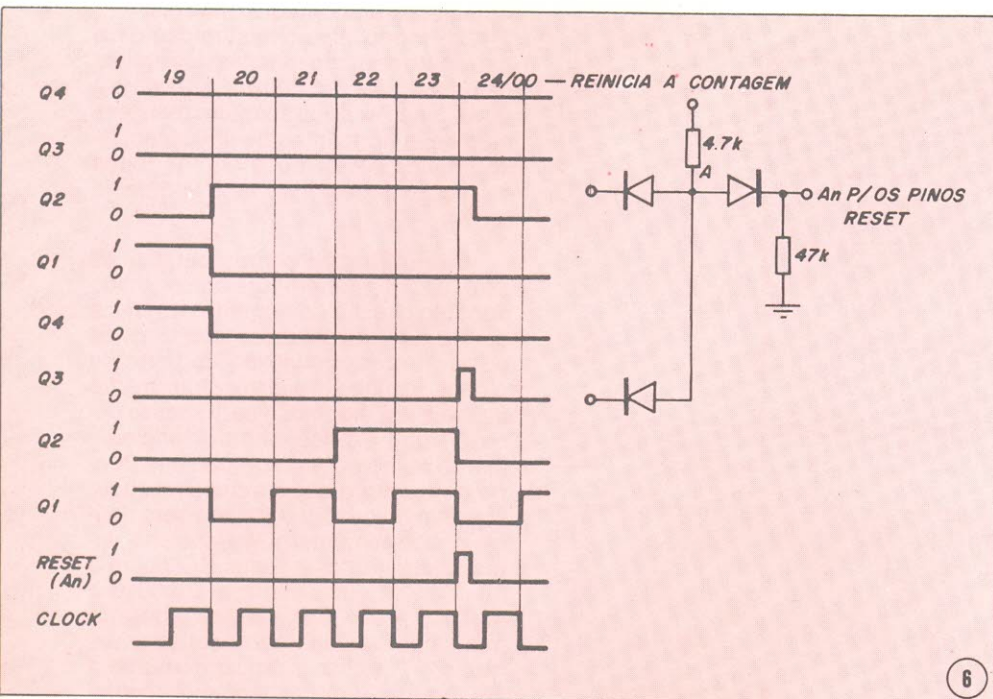 1 19 20 21 22 23 24/00 — REINICIA A CONTAGEM
Q4 0
1
Q3 0
4.7k
A
1
Q2 0
An P/ OS PINOS
RESET
1
Q1 0
47k
1
Q4 0
1
Q3 0
1
Q2 0
1
Q1 0
1
RESET 0
(An)
CLOCK
6